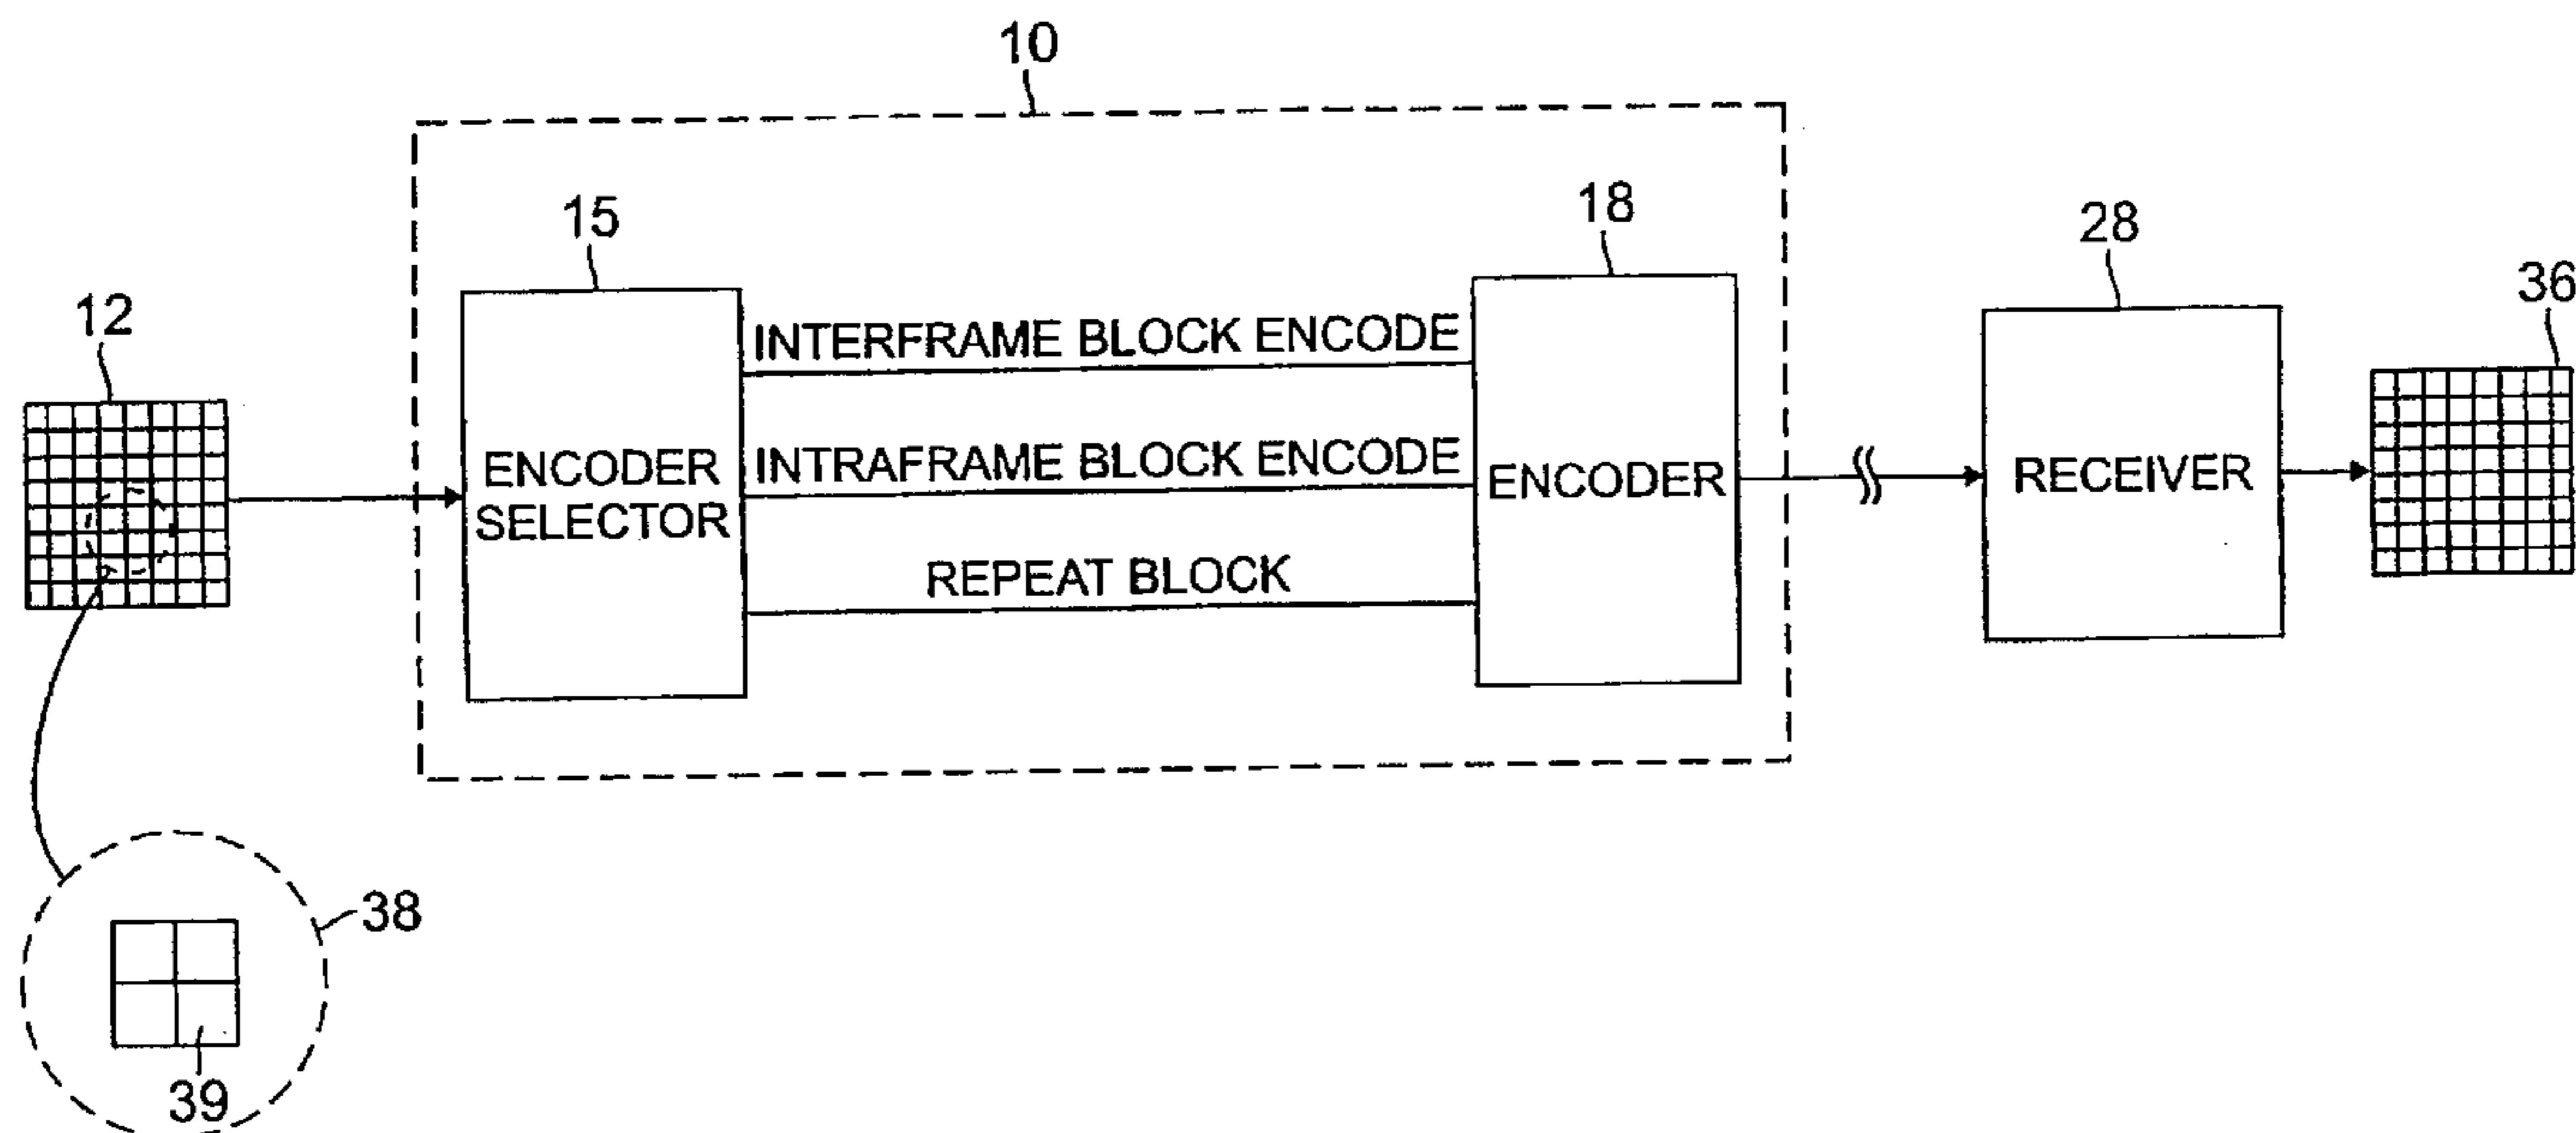 10
15
18
28
36
12
INTERFRAME BLOCK ENCODE
INTRAFRAME BLOCK ENCODE
REPEAT BLOCK
ENCODER
SELECTOR
ENCODER
RECEIVER
38
39